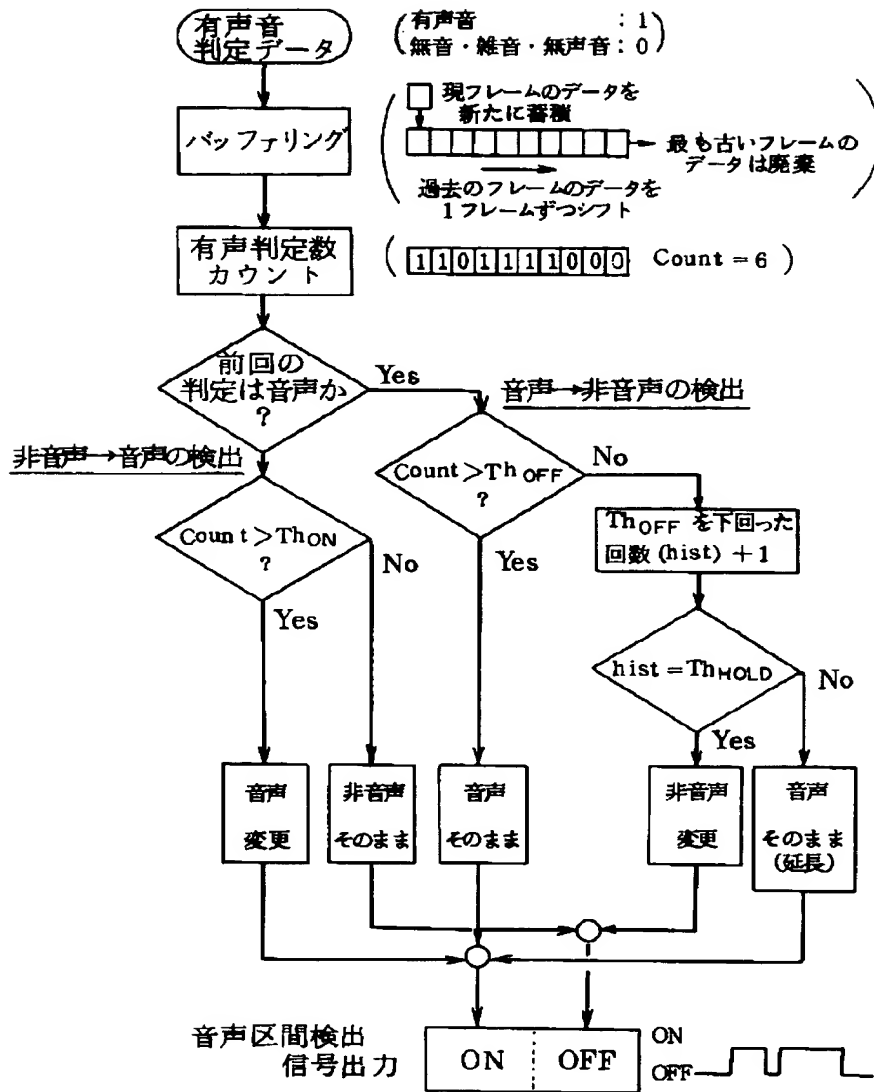 有声音
判定データ
有声音 : 1
無音・雑音・無声音 : 0
バッファリング
現フレームのデータを
新たに蓄積
最も古いフレームの
データは廃棄
過去のフレームのデータを
1フレームずつシフト
有声判定数
カウント
1101111000 Count = 6
前回の
判定は音声か
?
Yes
音声→非音声の検出
非音声→音声の検出
Count>ThOFF
?
No
Count>ThON
?
No
Yes
Yes
ThOFF を下回った
回数 (hist) +1
hist = ThHOLD
No
Yes
音声
変更
非音声
そのまま
音声
そのまま
非音声
変更
音声
そのまま
(延長)
音声区間検出
信号出力
ON
OFF
ON
OFF